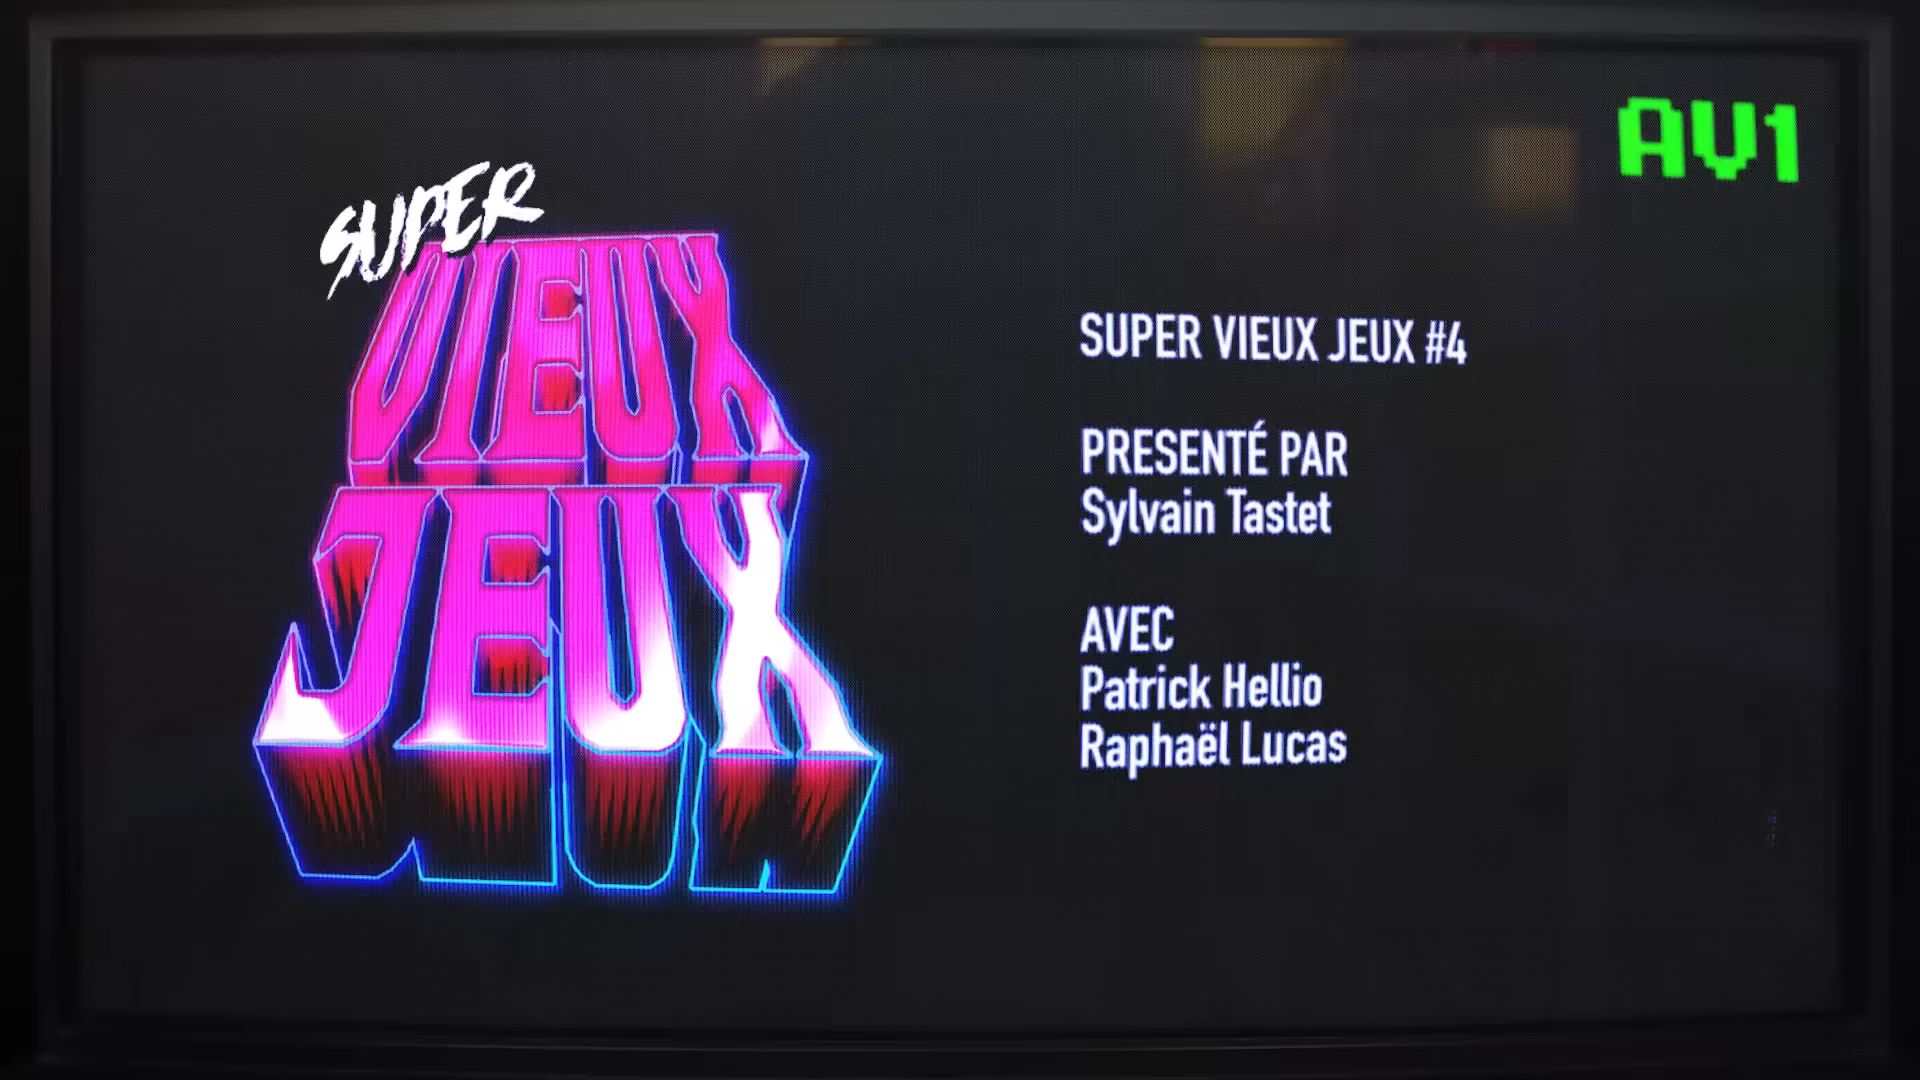 AV1
SUPER
VIEUX
JEUX
SUPER VIEUX JEUX #4
PRESENTÉ PAR
Sylvain Tastet
AVEC
Patrick Hellio
Raphaël Lucas